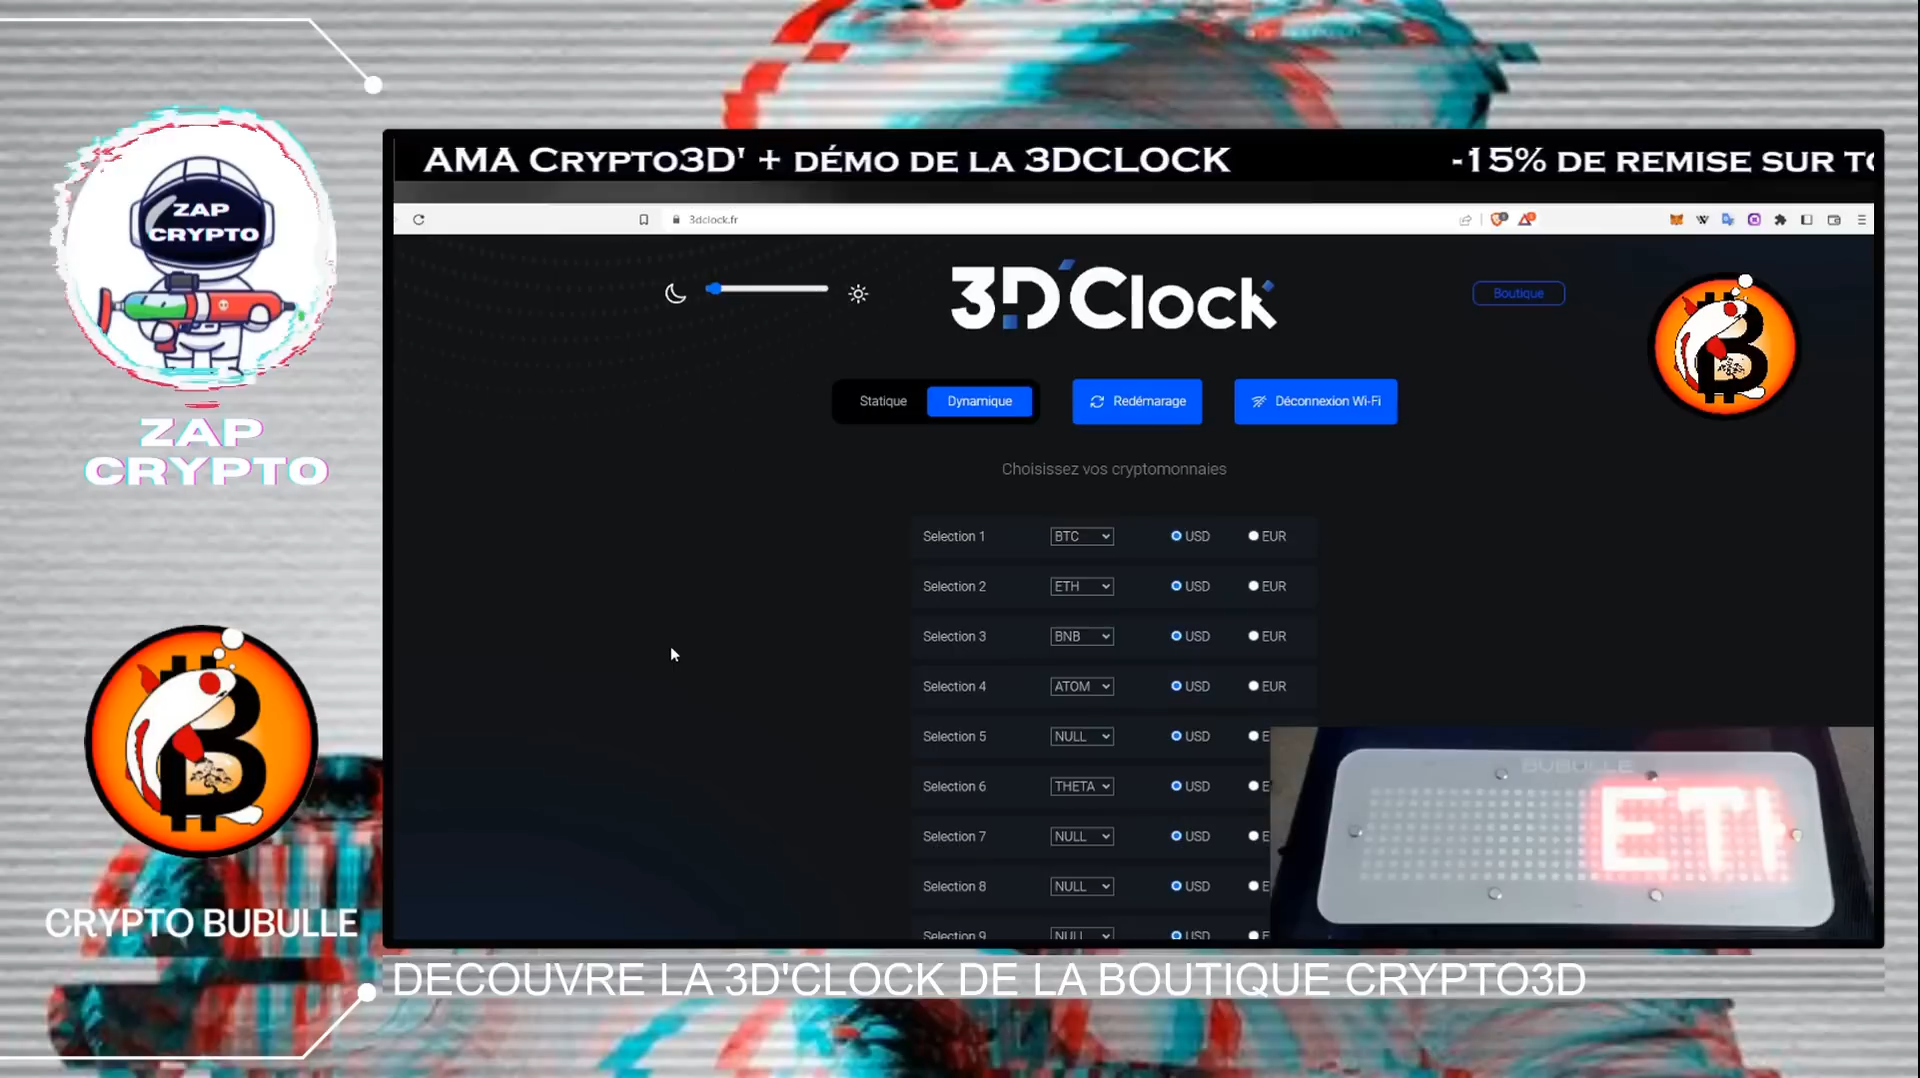 AMA CRYPTO3D' + DÉMO DE LA 3DCLOCK
-15% DE REMISE SUR
ZAP
CRYPTO
ZAP
CRYPTO
3dclock.fr
3D'Clock
Boutique
Statique
Dynamique
Redémarage
Déconnexion Wi-Fi
Choisissez vos cryptomonnaies
Selection 1 BTC USD EUR
Selection 2 ETH USD EUR
Selection 3 BNB USD EUR
Selection 4 ATOM USD EUR
Selection 5 NULL USD E
Selection 6 THETA USD E
Selection 7 NULL USD E
Selection 8 NULL USD E
Selection 9 NULL USD E
BUBULLE
ET
CRYPTO BUBULLE
DECOUVRE LA 3D'CLOCK DE LA BOUTIQUE CRYPTO3D